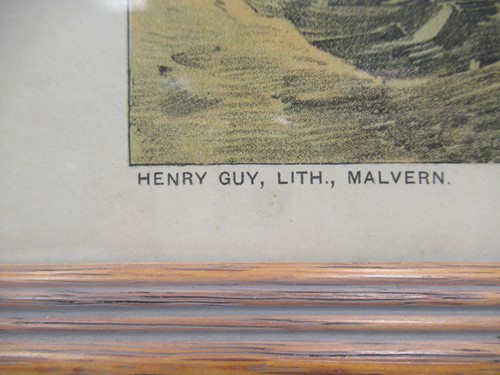 HENRY GUY, LITH., MALVERN.